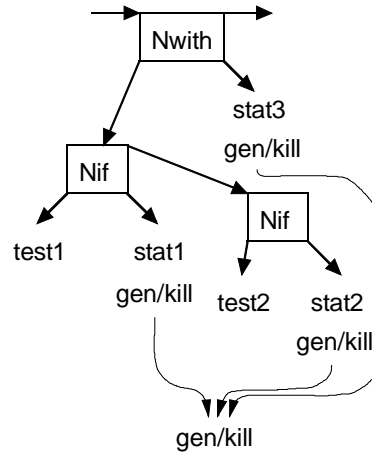 Nwith
stat3
gen/kill
Nif
Nif
test1
stat1
gen/kill
test2
stat2
gen/kill
gen/kill